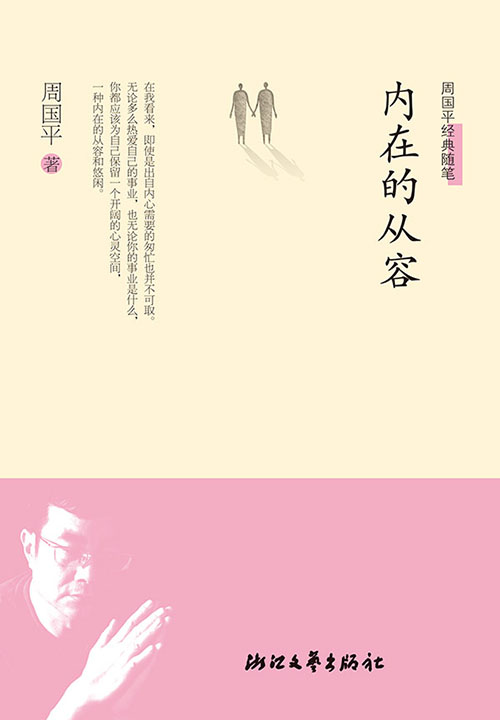 周国平经典随笔
内在的从容
在我看来，即使是出自内心需要的匆忙也并不可取。
无论多么热爱自己的事业，也无论你的事业是什么，
你都应该为自己保留一个开阔的心灵空间，
一种内在的从容和悠闲。
周国平 著
浙江文艺出版社